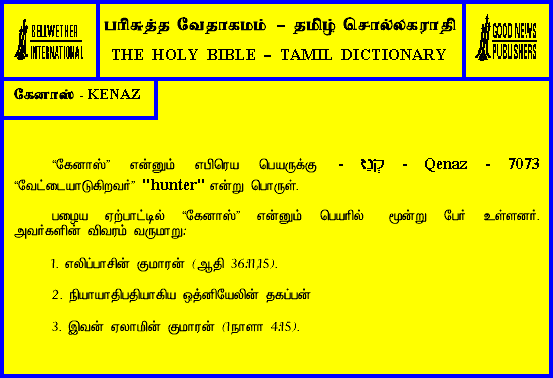 BELLWETHER
INTERNATIONAL
பரிசுத்த வேதாகமம் – தமிழ் சொல்லகராதி
THE HOLY BIBLE – TAMIL DICTIONARY
GOOD NEWS
PUBLISHERS
கேனாஸ் - KENAZ
“கேனாஸ்” என்னும் எபிரெய பெயருக்கு - קְנַז - Qenaz - 7073
“வேட்டையாடுகிறவர்” "hunter" என்று பொருள்.
பழைய ஏற்பாட்டில் “கேனாஸ்” என்னும் பெயரில் மூன்று பேர் உள்ளனர்.
அவர்களின் விவரம் வருமாறு:
1. எலிப்பாசின் குமாரன் (ஆதி 36:11,15).
2. நியாயாதிபதியாகிய ஒத்னியேலின் தகப்பன்
3. இவன் ஏலாமின் குமாரன் (1நாளா 4:15).